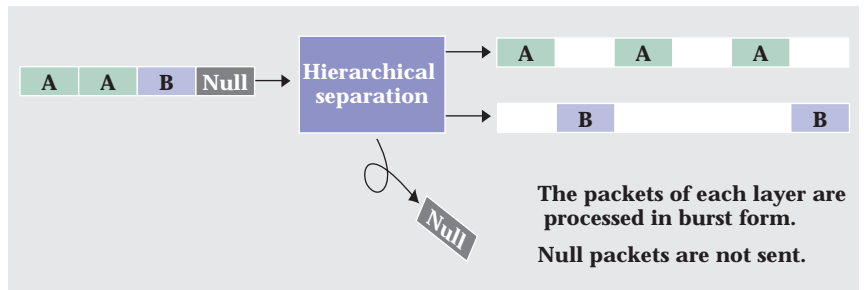 A A B Null
Hierarchical
separation
A A A
B B
Null
The packets of each layer are
processed in burst form.
Null packets are not sent.